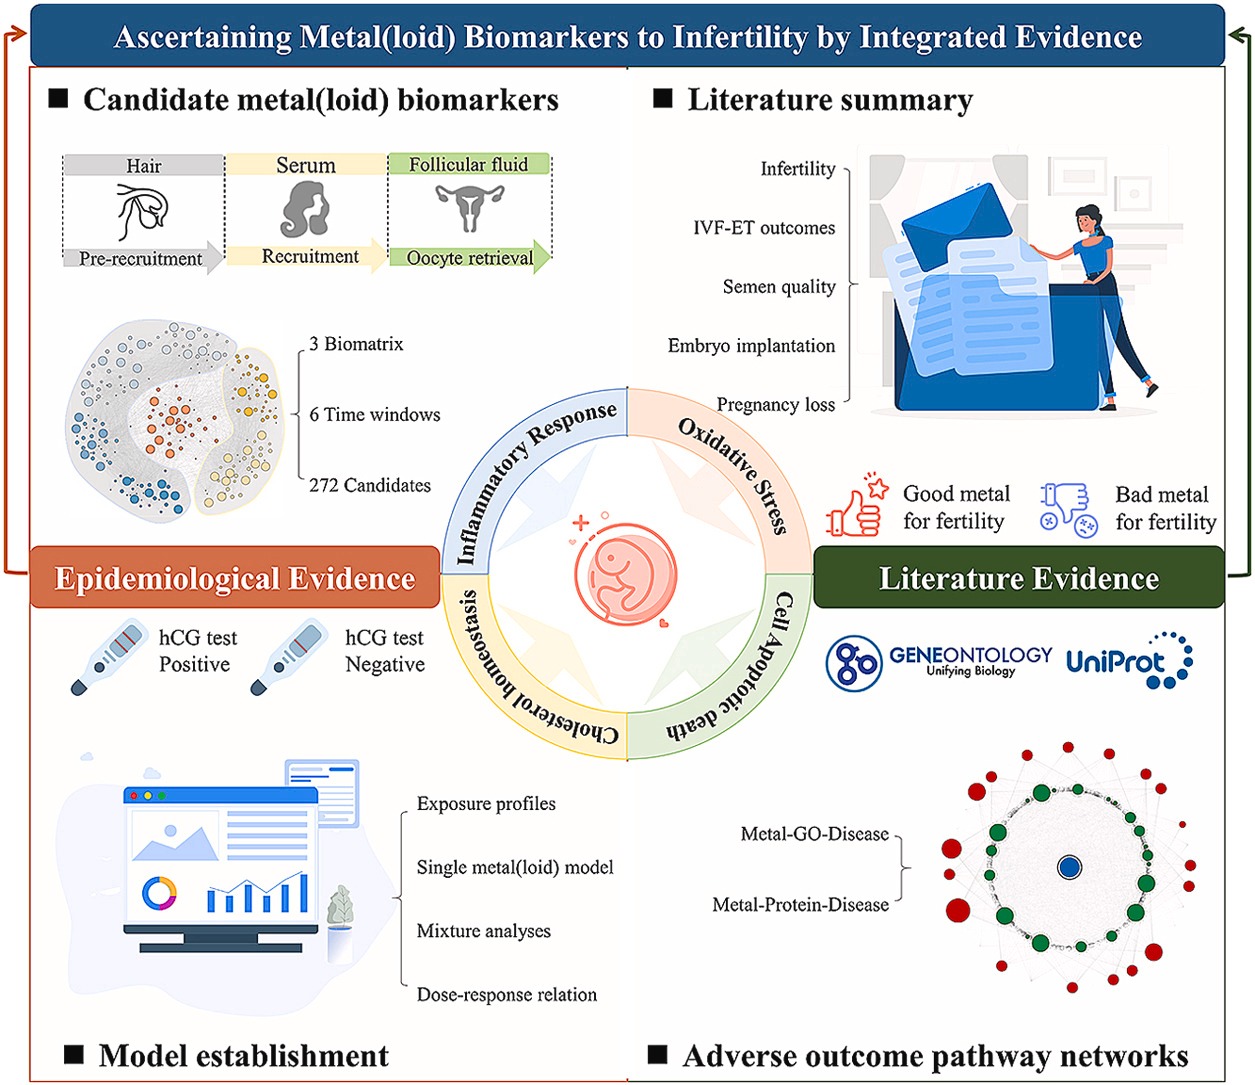 Ascertaining Metal(loid) Biomarkers to Infertility by Integrated Evidence
■ Candidate metal(loid) biomarkers
Hair
Serum
Follicular fluid
Pre-recruitment
Recruitment
Oocyte retrieval
3 Biomatrix
6 Time windows
272 Candidates
■ Literature summary
Infertility
IVF-ET outcomes
Semen quality
Embryo implantation
Pregnancy loss
Good metal
for fertility
Bad metal
for fertility
Inflammatory Response
Oxidative Stress
Cholesterol homeostasis
Cell Apoptotic death
Epidemiological Evidence
hCG test
Positive
hCG test
Negative
Exposure profiles
Single metal(loid) model
Mixture analyses
Dose-response relation
■ Model establishment
Literature Evidence
GENEONTOLOGY
Unifying Biology
UniProt
Metal-GO-Disease
Metal-Protein-Disease
■ Adverse outcome pathway networks